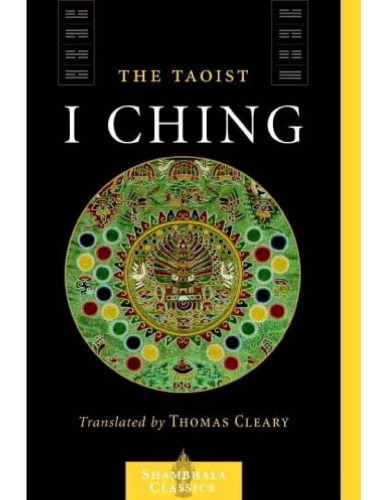 THE TAOIST
I CHING
Translated by THOMAS CLEARY
SHAMBHALA
CLASSICS